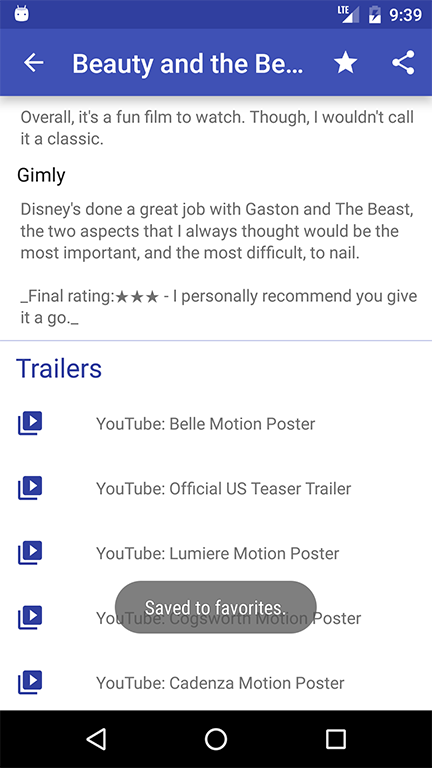 LTE 9:39
Beauty and the Be...
Overall, it's a fun film to watch. Though, I wouldn't call
it a classic.
Gimly
Disney's done a great job with Gaston and The Beast,
the two aspects that I always thought would be the
most important, and the most difficult, to nail.
_Final rating:★★★ - I personally recommend you give
it a go._
Trailers
YouTube: Belle Motion Poster
YouTube: Official US Teaser Trailer
YouTube: Lumiere Motion Poster
Saved to favorites.
YouTube: Cogsworth Motion Poster
YouTube: Cadenza Motion Poster